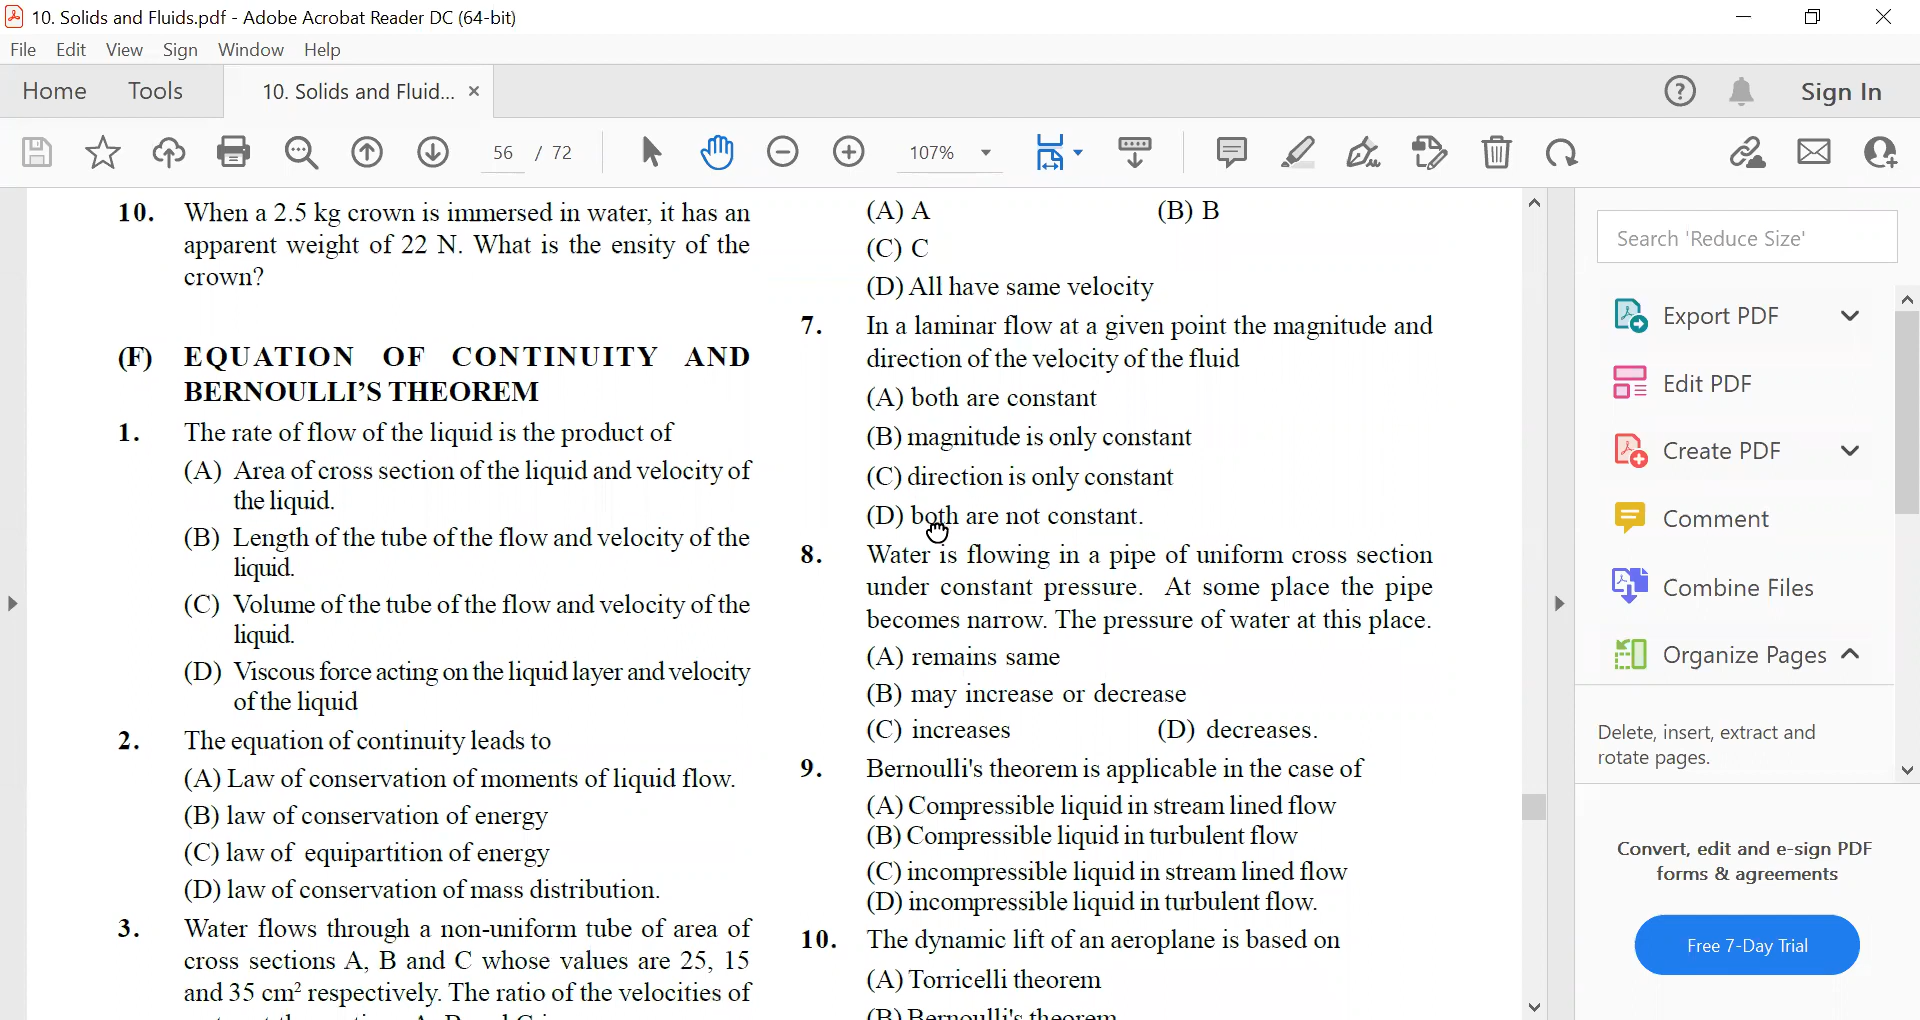 10. Solids and Fluids.pdf - Adobe Acrobat Reader DC (64-bit)
File Edit View Sign Window Help
Home Tools 10. Solids and Fluid... × Sign In
56 / 72 107%
10. When a 2.5 kg crown is immersed in water, it has an
apparent weight of 22 N. What is the ensity of the
crown?
(F) EQUATION OF CONTINUITY AND
BERNOULLI'S THEOREM
1. The rate of flow of the liquid is the product of
(A) Area of cross section of the liquid and velocity of
the liquid.
(B) Length of the tube of the flow and velocity of the
liquid.
(C) Volume of the tube of the flow and velocity of the
liquid.
(D) Viscous force acting on the liquid layer and velocity
of the liquid
2. The equation of continuity leads to
(A) Law of conservation of moments of liquid flow.
(B) law of conservation of energy
(C) law of equipartition of energy
(D) law of conservation of mass distribution.
3. Water flows through a non-uniform tube of area of
cross sections A, B and C whose values are 25, 15
and 35 cm² respectively. The ratio of the velocities of
(A) A (B) B
(C) C
(D) All have same velocity
7. In a laminar flow at a given point the magnitude and
direction of the velocity of the fluid
(A) both are constant
(B) magnitude is only constant
(C) direction is only constant
(D) both are not constant.
8. Water is flowing in a pipe of uniform cross section
under constant pressure. At some place the pipe
becomes narrow. The pressure of water at this place.
(A) remains same
(B) may increase or decrease
(C) increases (D) decreases.
9. Bernoulli's theorem is applicable in the case of
(A) Compressible liquid in stream lined flow
(B) Compressible liquid in turbulent flow
(C) incompressible liquid in stream lined flow
(D) incompressible liquid in turbulent flow.
10. The dynamic lift of an aeroplane is based on
(A) Torricelli theorem
(B) Bernoulli's theorem
Search 'Reduce Size'
Export PDF
Edit PDF
Create PDF
Comment
Combine Files
Organize Pages
Delete, insert, extract and
rotate pages.
Convert, edit and e-sign PDF
forms & agreements
Free 7-Day Trial